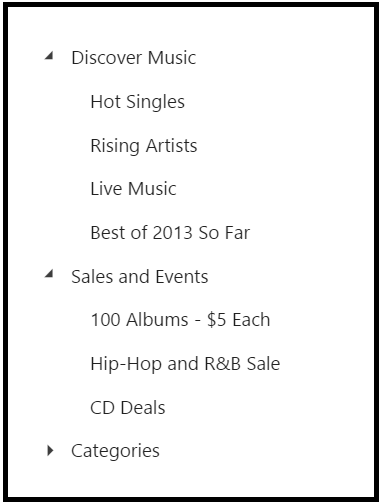 Discover Music
Hot Singles
Rising Artists
Live Music
Best of 2013 So Far
Sales and Events
100 Albums - $5 Each
Hip-Hop and R&B Sale
CD Deals
Categories